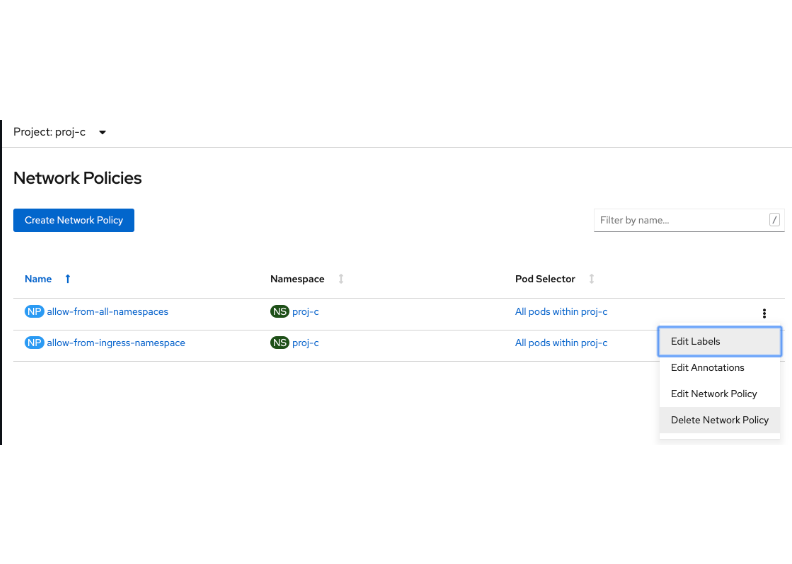 Project: proj-c
Network Policies
Create Network Policy
Filter by name... /
Name Namespace Pod Selector
NP allow-from-all-namespaces NS proj-c All pods within proj-c
NP allow-from-ingress-namespace NS proj-c All pods within proj-c
Edit Labels
Edit Annotations
Edit Network Policy
Delete Network Policy